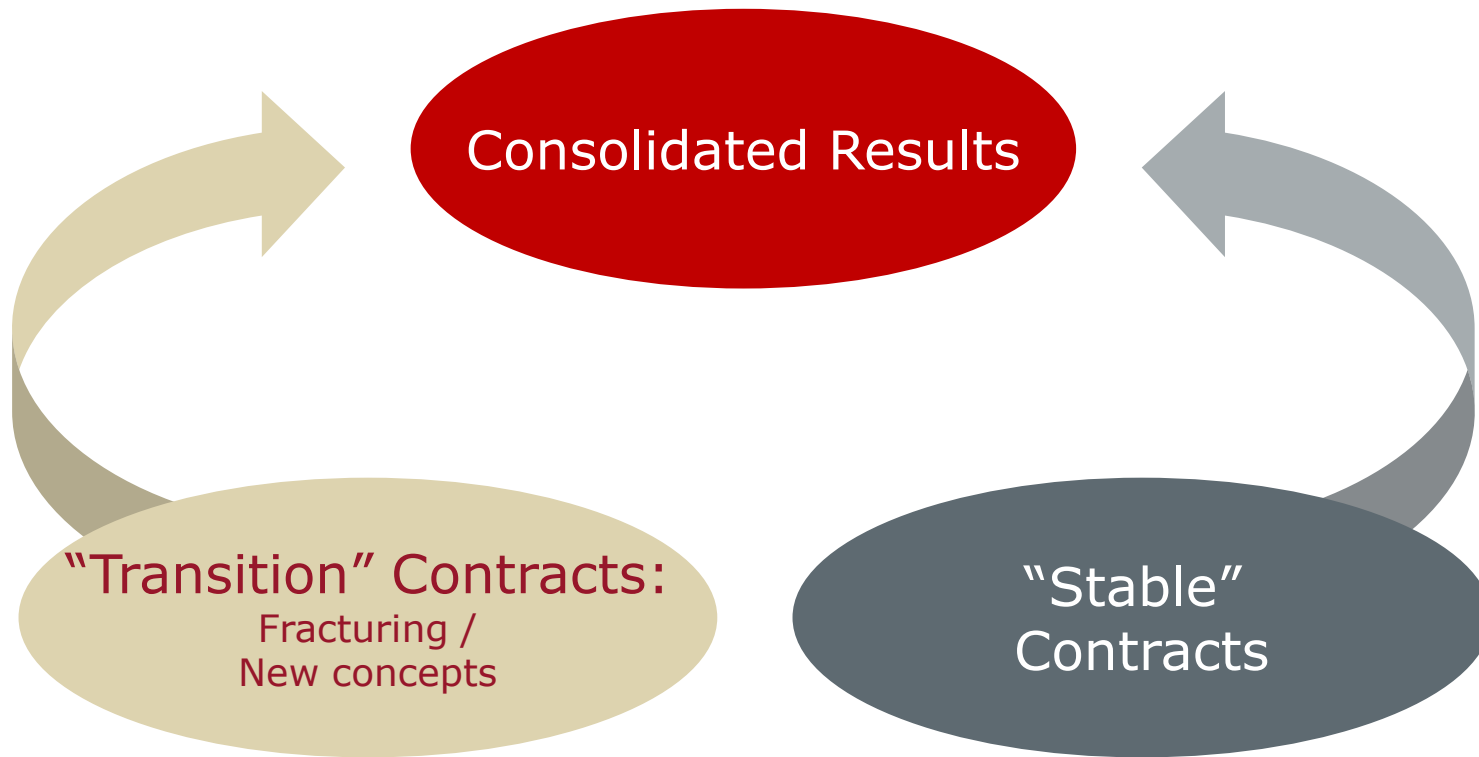 Consolidated Results
“Transition” Contracts:
Fracturing /
New concepts
“Stable”
Contracts